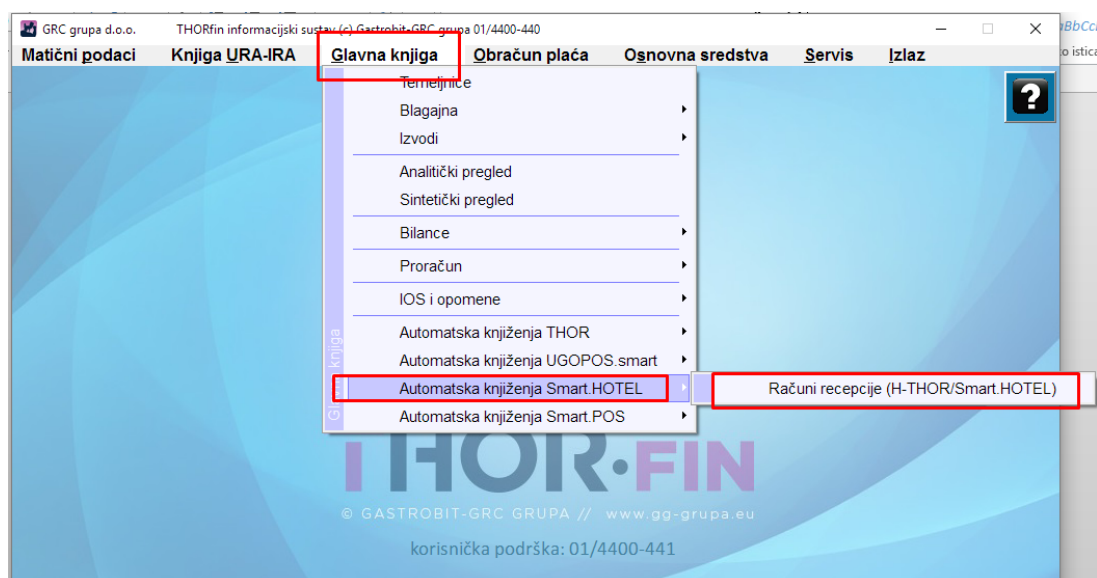 GRC grupa d.o.o. THORfin informacijski sustav (c) Gastrobit-GRC grupa 01/4400-440
Matični podaci Knjiga URA-IRA Glavna knjiga Obračun plaća Osnovna sredstva Servis Izlaz
Temeljnice
Blagajna
Izvodi
Analitički pregled
Sintetički pregled
Bilance
Proračun
IOS i opomene
Automatska knjiženja THOR
Automatska knjiženja UGOPOS.smart
Automatska knjiženja Smart.HOTEL
Računi recepcije (H-THOR/Smart.HOTEL)
Automatska knjiženja Smart.POS
Glavna knjiga
THOR·FIN
© GASTROBIT-GRC GRUPA // www.gg-grupa.eu
korisnička podrška: 01/4400-441
?